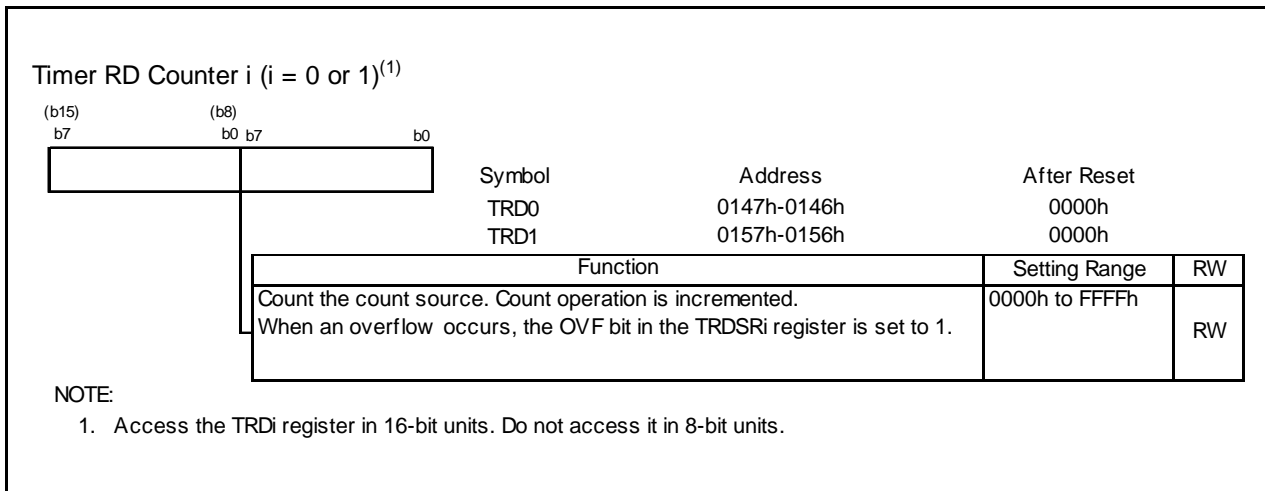 Timer RD Counter i (i = 0 or 1)(1)
(b15) (b8)
b7 b0 b7 b0
Symbol Address After Reset
TRD0 0147h-0146h 0000h
TRD1 0157h-0156h 0000h
Function Setting Range RW
Count the count source. Count operation is incremented. 0000h to FFFFh
When an overflow occurs, the OVF bit in the TRDSRi register is set to 1. RW
NOTE:
1. Access the TRDi register in 16-bit units. Do not access it in 8-bit units.